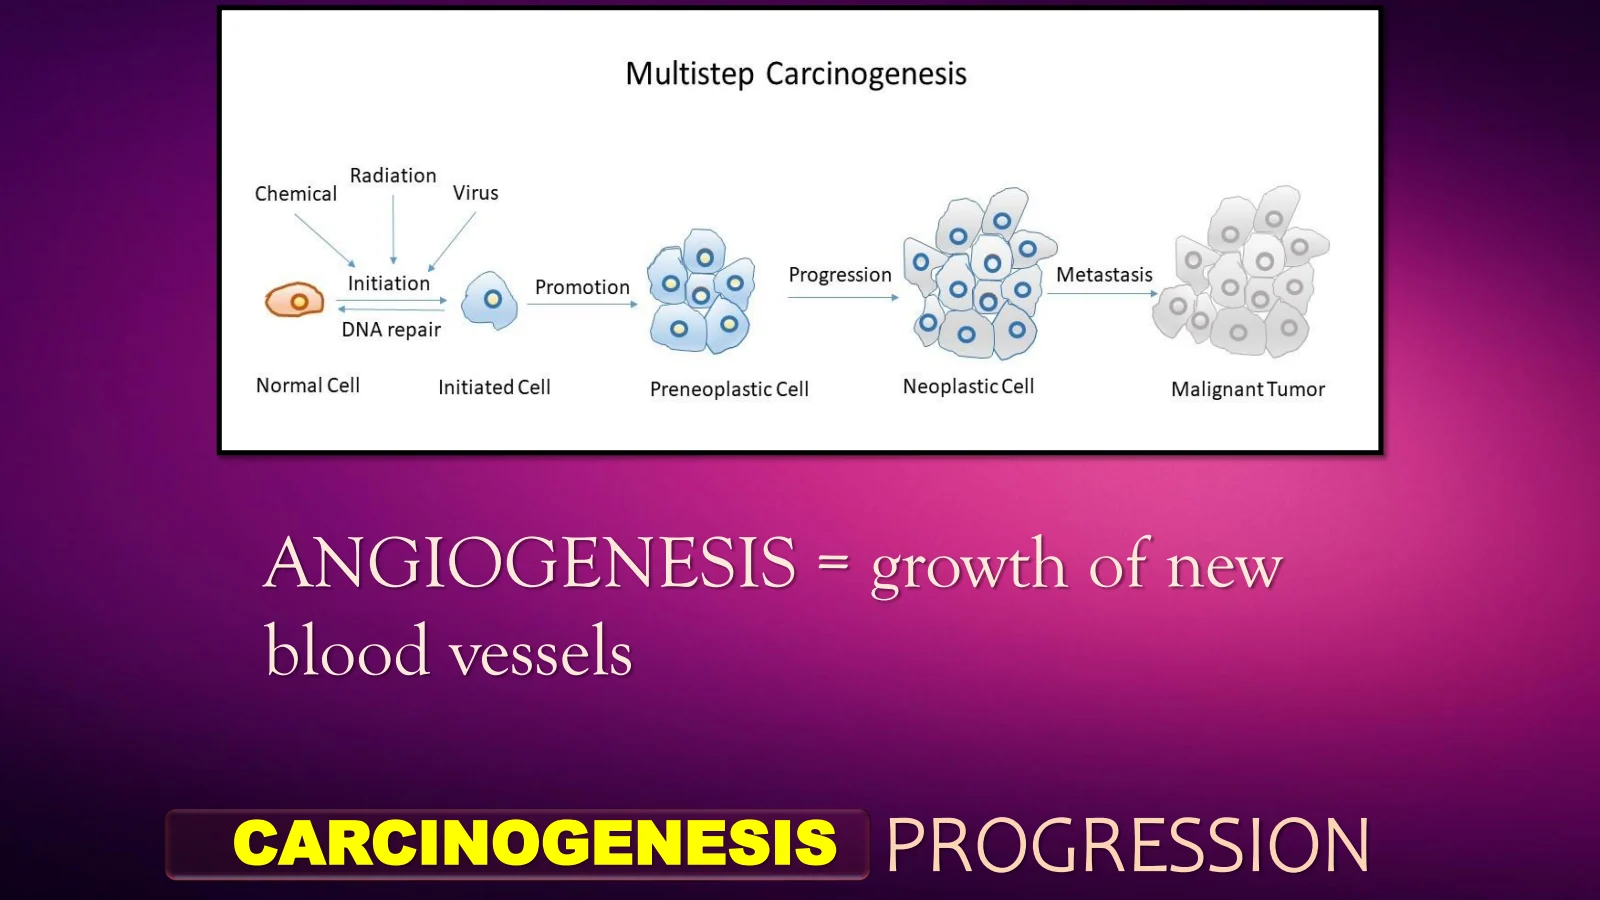 Multistep Carcinogenesis
Chemical
Radiation
Virus
Initiation
DNA repair
Promotion
Progression
Metastasis
Normal Cell
Initiated Cell
Preneoplastic Cell
Neoplastic Cell
Malignant Tumor
ANGIOGENESIS = growth of new
blood vessels
CARCINOGENESIS PROGRESSION